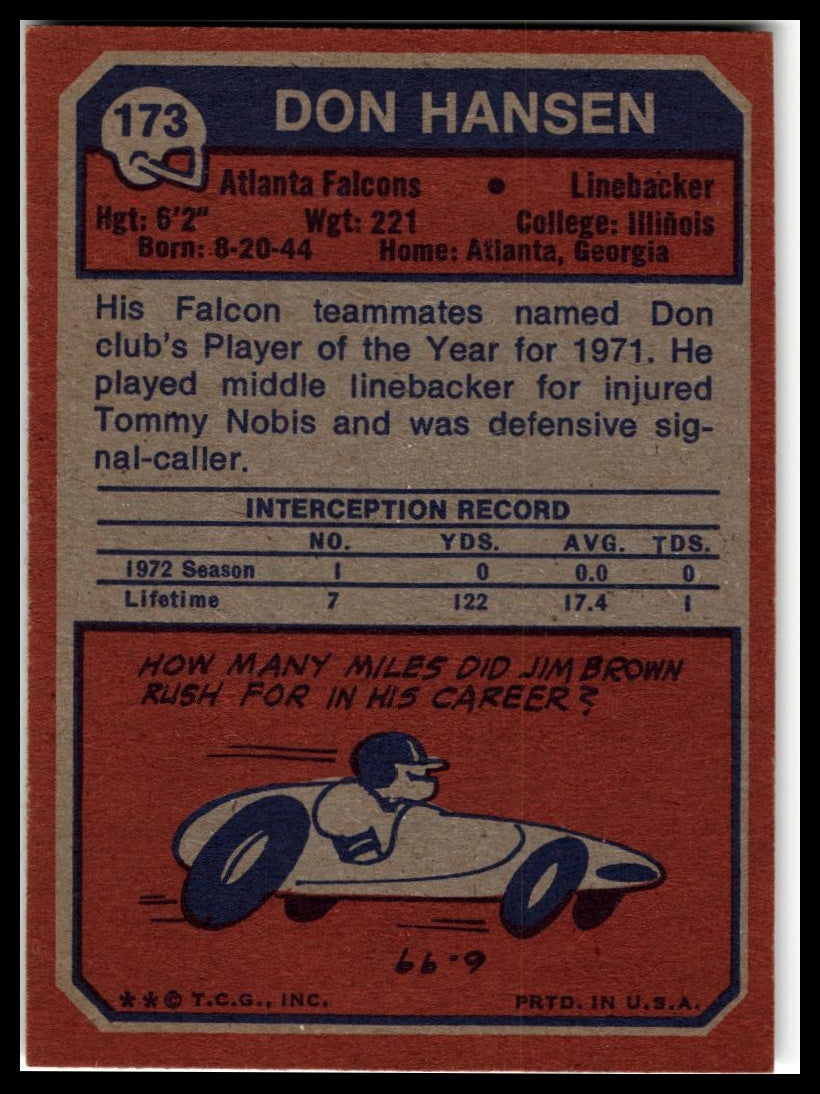 173
DON HANSEN
Atlanta Falcons • Linebacker
Hgt: 6'2" Wgt: 221 College: Illinois
Born: 8-20-44 Home: Atlanta, Georgia
His Falcon teammates named Don
club's Player of the Year for 1971. He
played middle linebacker for injured
Tommy Nobis and was defensive sig-
nal-caller.
INTERCEPTION RECORD
NO. YDS. AVG. TDS.
1972 Season 1 0 0.0 0
Lifetime 7 122 17.4 1
HOW MANY MILES DID JIM BROWN
RUSH FOR IN HIS CAREER?
6.99
**© T.C.G., INC. PRTD. IN U.S.A.